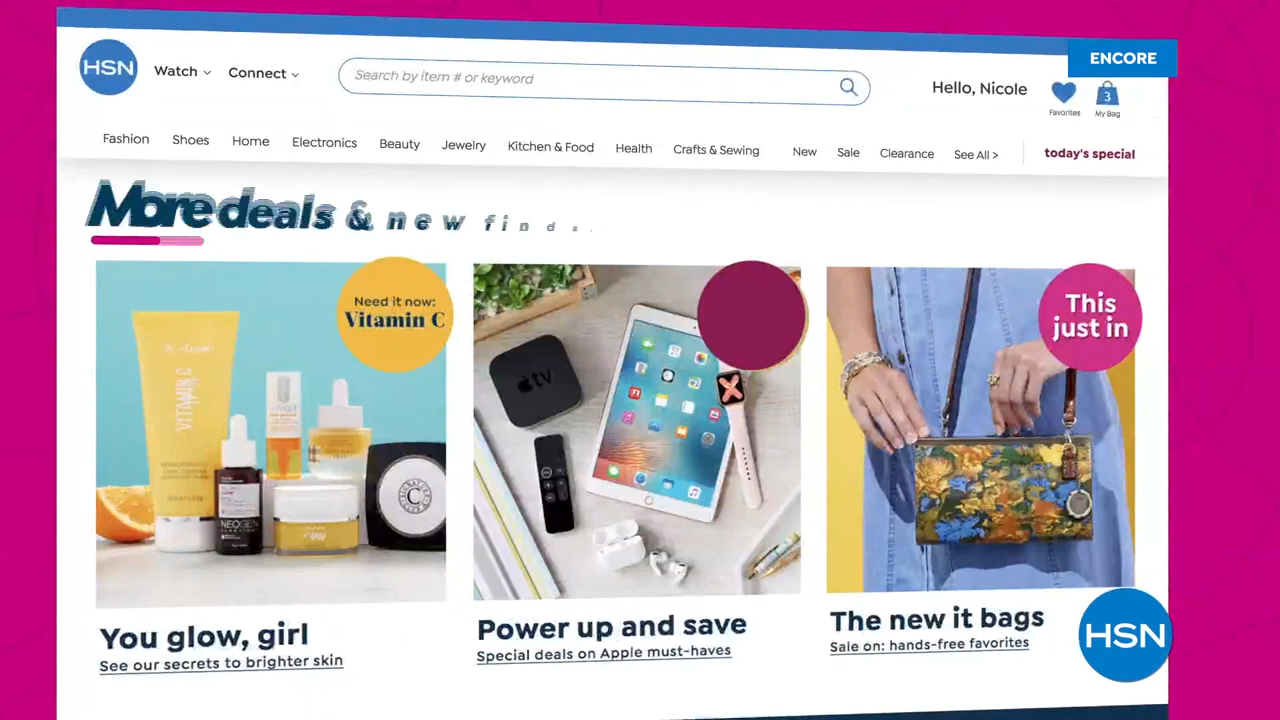 ENCORE
HSN
Watch
Connect
Search by item # or keyword
Hello, Nicole
Favorites
3
My Bag
Fashion
Shoes
Home
Electronics
Beauty
Jewelry
Kitchen & Food
Health
Crafts & Sewing
New
Sale
Clearance
See All >
today's special
More deals & new finds
Need it now:
Vitamin C
This
just in
VITAMIN C
NEOGEN
tv
C
You glow, girl
See our secrets to brighter skin
Power up and save
Special deals on Apple must-haves
The new it bags
Sale on: hands-free favorites
HSN